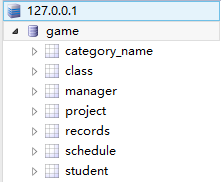 127.0.0.1
game
category_name
class
manager
project
records
schedule
student